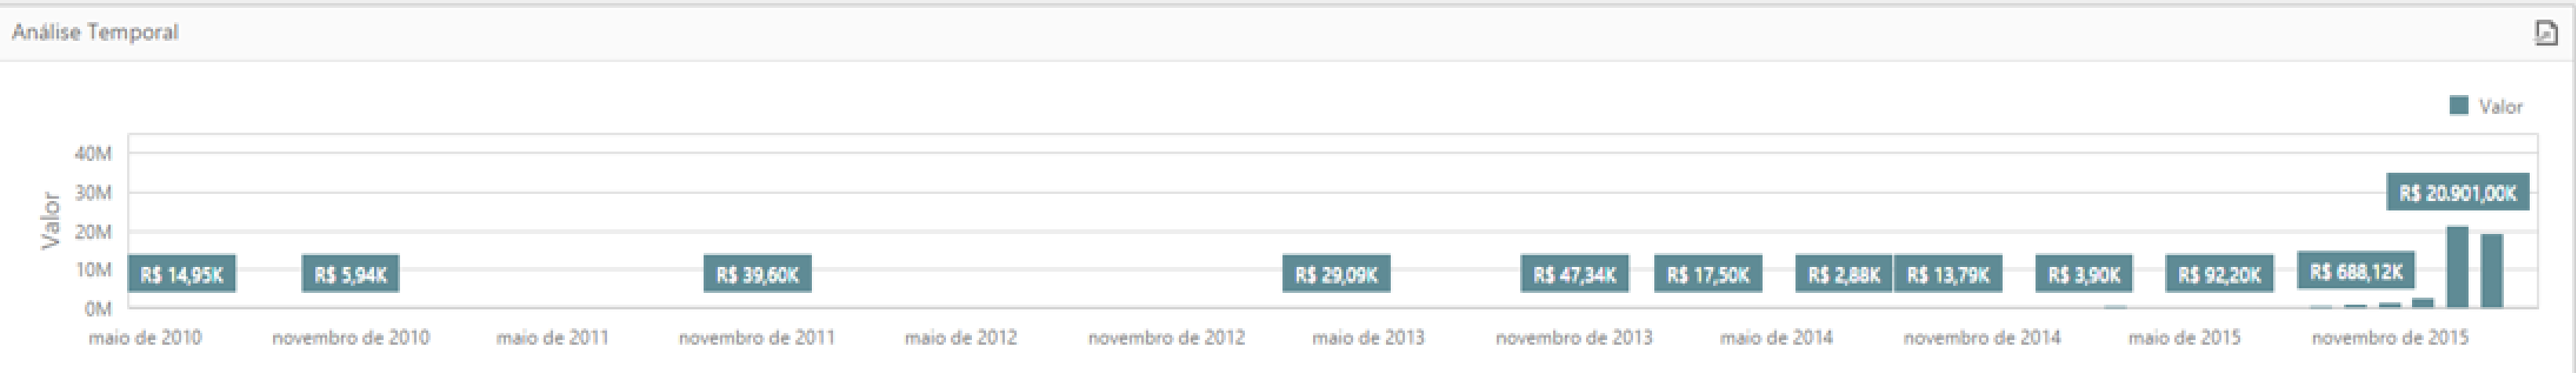 Análise Temporal
Valor
40M
30M
20M
10M
0M
Valor
R$ 14,95K
R$ 5,94K
R$ 39,60K
R$ 29,09K
R$ 47,34K
R$ 17,50K
R$ 2,88K
R$ 13,79K
R$ 3,90K
R$ 92,20K
R$ 688,12K
R$ 20.901,00K
maio de 2010
novembro de 2010
maio de 2011
novembro de 2011
maio de 2012
novembro de 2012
maio de 2013
novembro de 2013
maio de 2014
novembro de 2014
maio de 2015
novembro de 2015